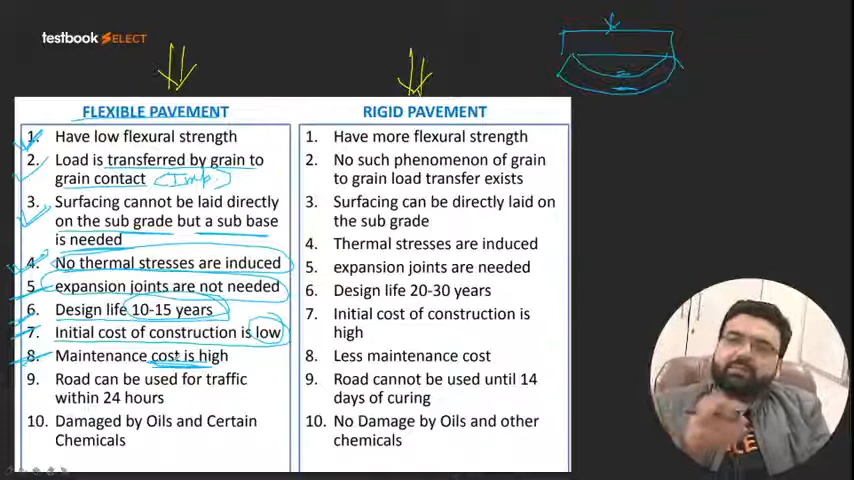 testbook SELECT
FLEXIBLE PAVEMENT
1. Have low flexural strength
2. Load is transferred by grain to
grain contact (Imp.)
3. Surfacing cannot be laid directly
on the sub grade but a sub base
is needed
4. No thermal stresses are induced
5. expansion joints are not needed
6. Design life 10-15 years
7. Initial cost of construction is low
8. Maintenance cost is high
9. Road can be used for traffic
within 24 hours
10. Damaged by Oils and Certain
Chemicals
RIGID PAVEMENT
1. Have more flexural strength
2. No such phenomenon of grain
to grain load transfer exists
3. Surfacing can be directly laid on
the sub grade
4. Thermal stresses are induced
5. expansion joints are needed
6. Design life 20-30 years
7. Initial cost of construction is
high
8. Less maintenance cost
9. Road cannot be used until 14
days of curing
10. No Damage by Oils and other
chemicals